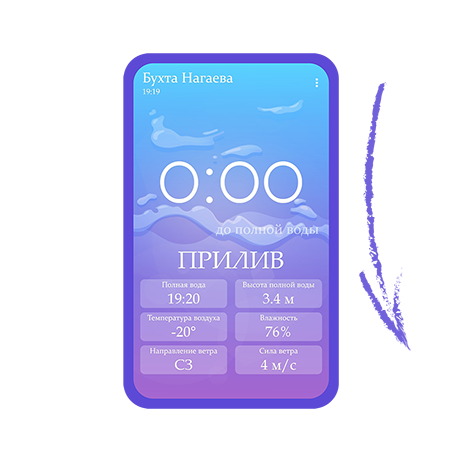 Бухта Нагаева
19:19
0:00
до полной воды
ПРИЛИВ
Полная вода
19:20
Высота полной воды
3.4 м
Температура воздуха
-20°
Влажность
76%
Направление ветра
СЗ
Сила ветра
4 м/с